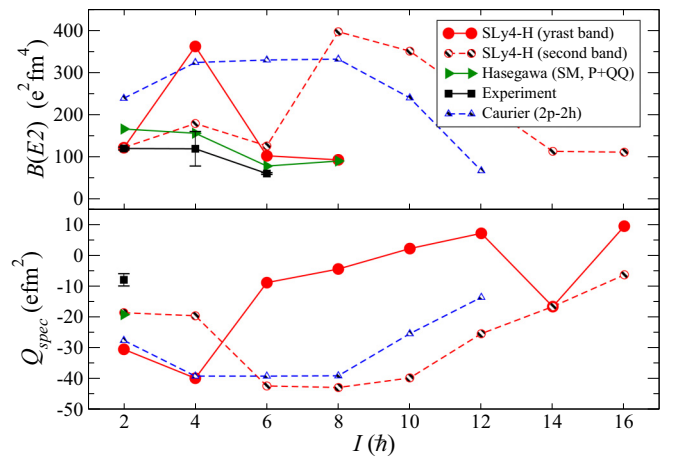 400
300
200
100
0
B(E2) (e²fm⁴)
SLy4-H (yrast band)
SLy4-H (second band)
Hasegawa (SM, P+QQ)
Experiment
Caurier (2p-2h)
10
0
-10
-20
-30
-40
-50
Q_spec (efm²)
2 4 6 8 10 12 14 16
I (ħ)